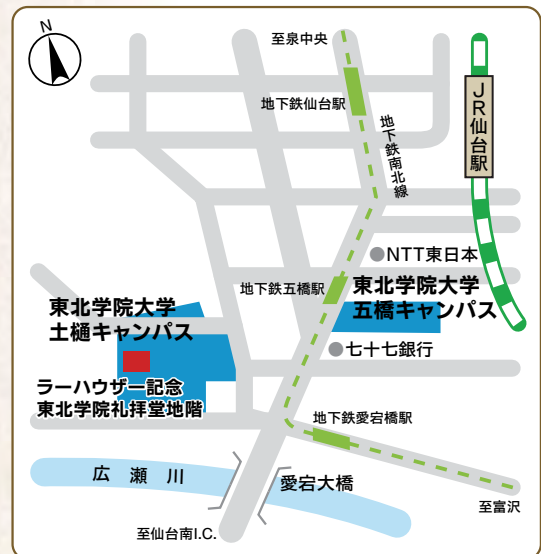 N
至泉中央
地下鉄仙台駅
JR仙台駅
地下鉄南北線
NTT東日本
地下鉄五橋駅
東北学院大学
五橋キャンパス
東北学院大学
土樋キャンパス
七十七銀行
ラーハウザー記念
東北学院礼拝堂地階
地下鉄愛宕橋駅
広瀬川
愛宕大橋
至富沢
至仙台南I.C.